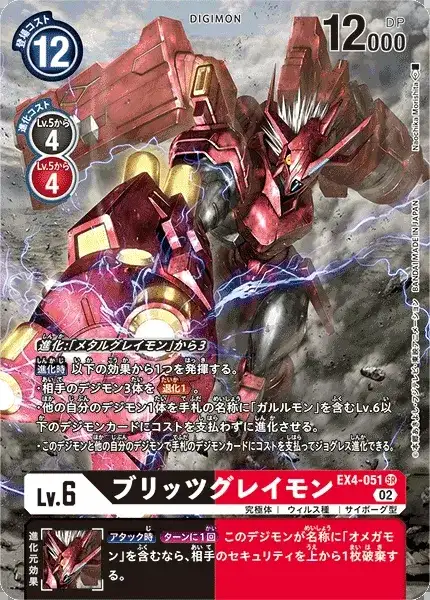 DIGIMON
登場コスト
12
12000
DP
進化コスト
Lv.5から
4
Lv.5から
4
Naochika Morishita
BANDAI MADE IN JAPAN
進化:「メタルグレイモン」から3
進化時 以下の効果から1つを発揮する。
・相手のデジモン3体を 退化1 。
・他の自分のデジモン1体を手札の名称に「ガルルモン」を含むLv.6以
下のデジモンカードにコストを支払わずに進化させる。
・このデジモンと他の自分のデジモンで手札のデジモンカードにコストを支払ってジョグレス進化できる。
Lv.6
ブリッツグレイモン
EX4-051 SR
02
究極体 | ウィルス種 | サイボーグ型
進化元効果
アタック時 ターンに1回 このデジモンが名称に「オメガモ
ン」を含むなら、相手のセキュリティを上から1枚破棄す
る。